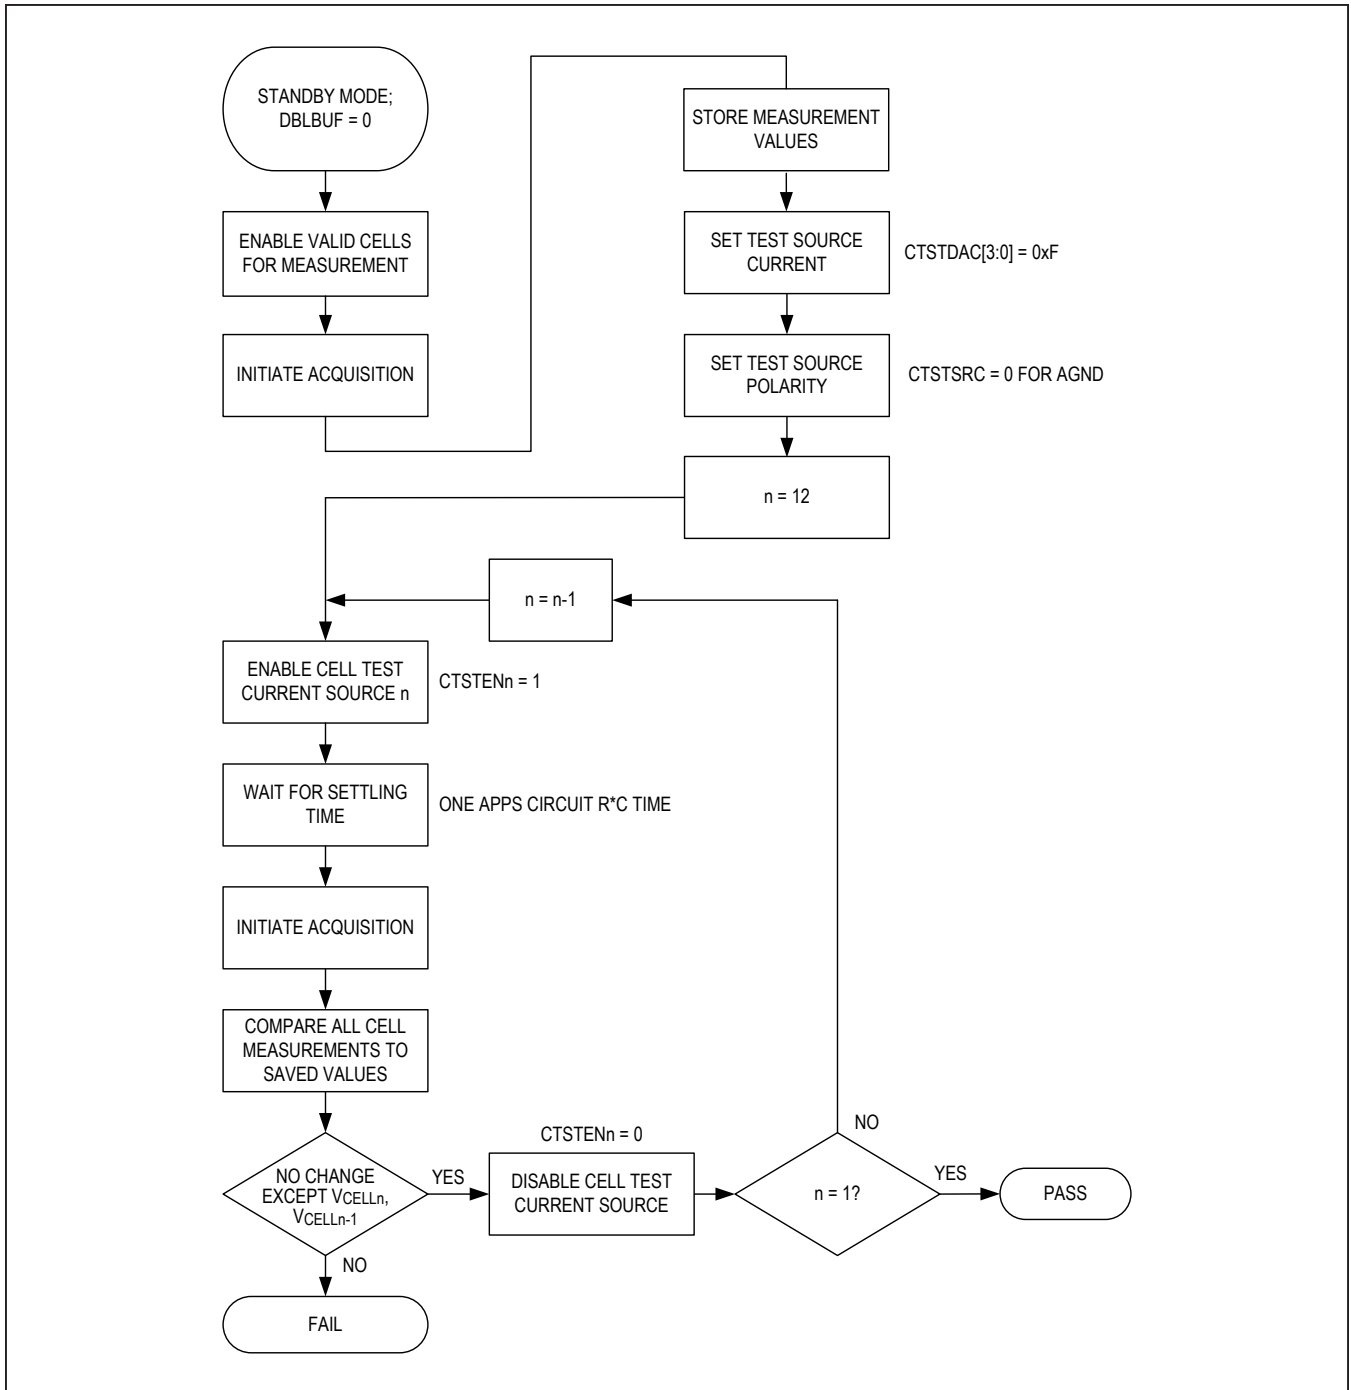 STANDBY MODE;
DBLBUF = 0
ENABLE VALID CELLS
FOR MEASUREMENT
INITIATE ACQUISITION
STORE MEASUREMENT
VALUES
SET TEST SOURCE
CURRENT
CTSTDAC[3:0] = 0xF
SET TEST SOURCE
POLARITY
CTSTSRC = 0 FOR AGND
n = 12
n = n-1
ENABLE CELL TEST
CURRENT SOURCE n
CTSTENn = 1
WAIT FOR SETTLING
TIME
ONE APPS CIRCUIT R*C TIME
INITIATE ACQUISITION
COMPARE ALL CELL
MEASUREMENTS TO
SAVED VALUES
NO CHANGE
EXCEPT VCELLn,
VCELLn-1
YES
NO
FAIL
CTSTENn = 0
DISABLE CELL TEST
CURRENT SOURCE
n = 1?
NO
YES
PASS